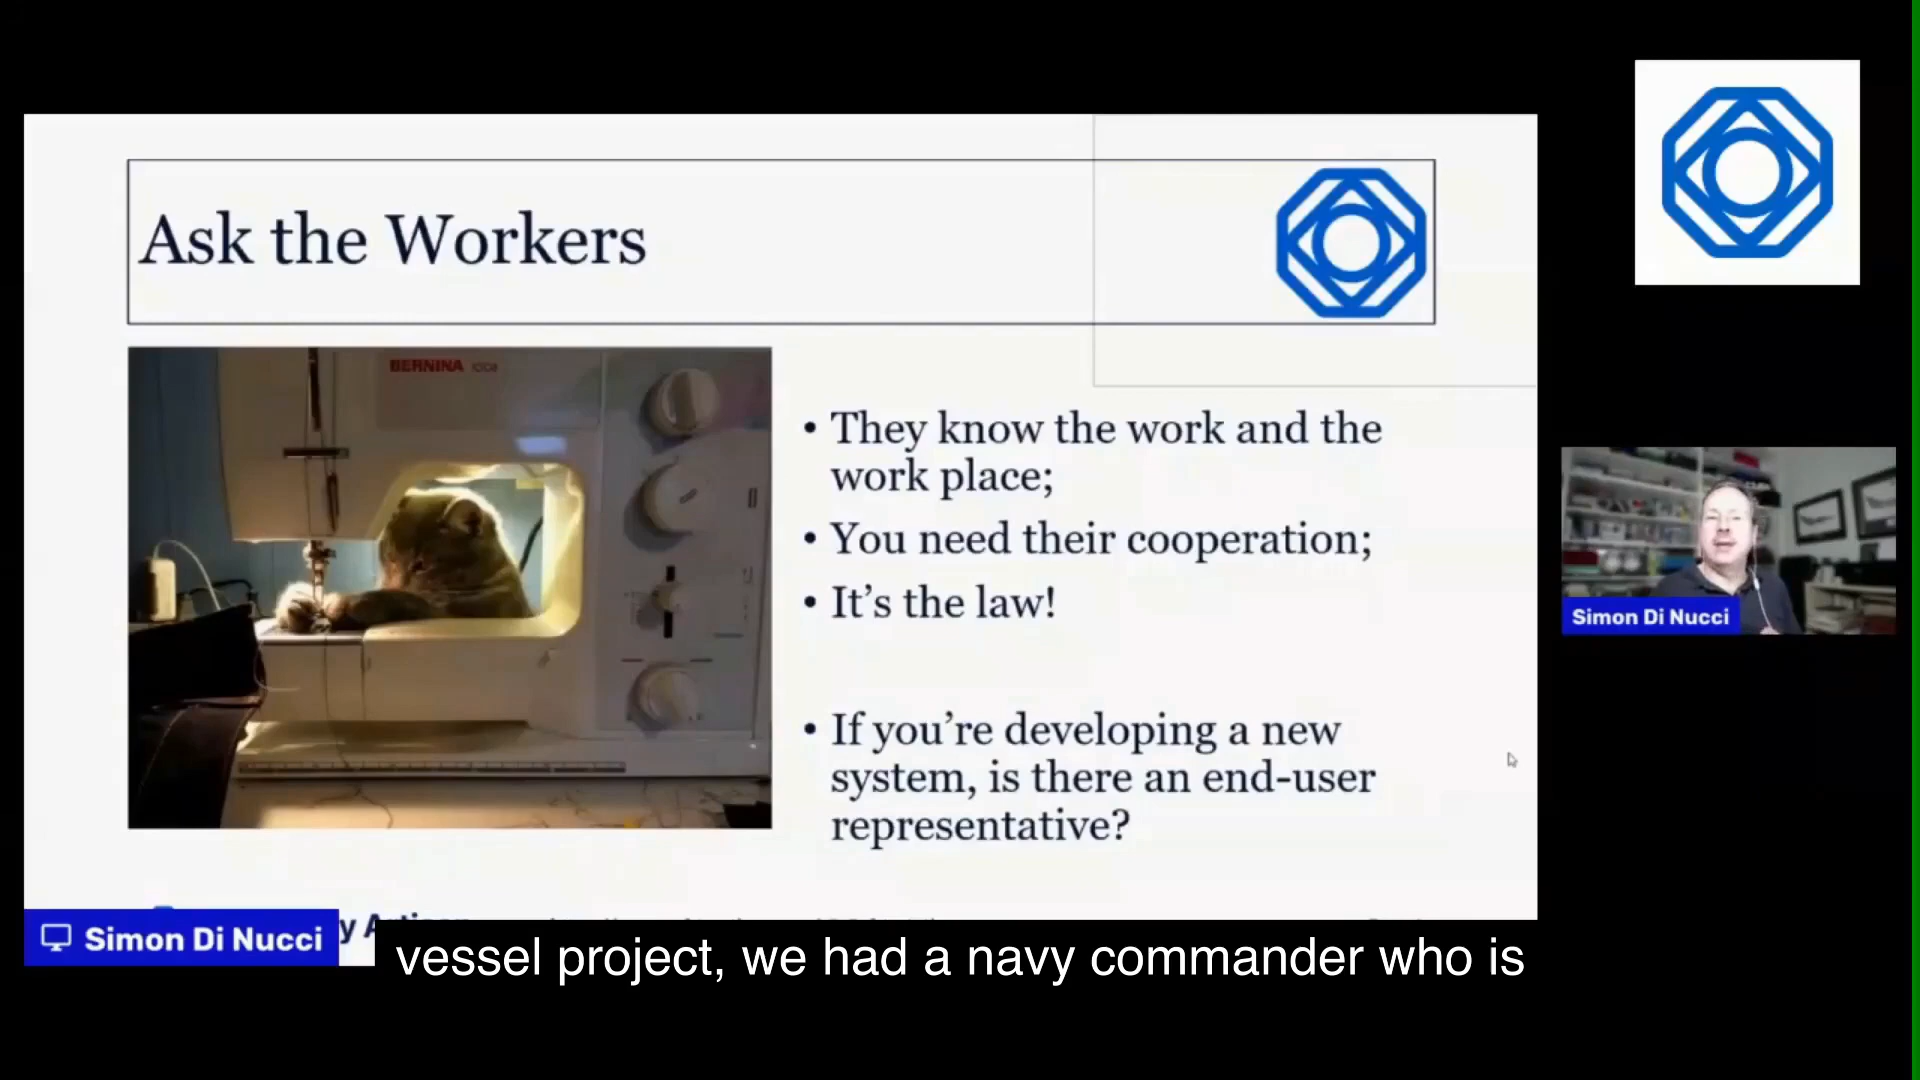 Ask the Workers
BERNINA 1008
• They know the work and the
work place;
• You need their cooperation;
• It's the law!
• If you're developing a new
system, is there an end-user
representative?
Simon Di Nucci
Simon Di Nucci
vessel project, we had a navy commander who is